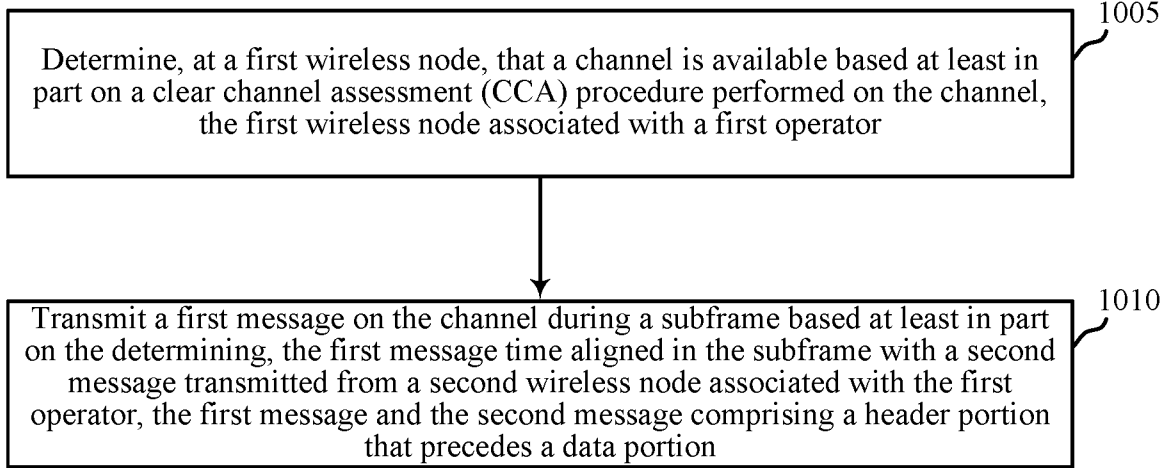 1005
Determine, at a first wireless node, that a channel is available based at least in
part on a clear channel assessment (CCA) procedure performed on the channel,
the first wireless node associated with a first operator
1010
Transmit a first message on the channel during a subframe based at least in part
on the determining, the first message time aligned in the subframe with a second
message transmitted from a second wireless node associated with the first
operator, the first message and the second message comprising a header portion
that precedes a data portion